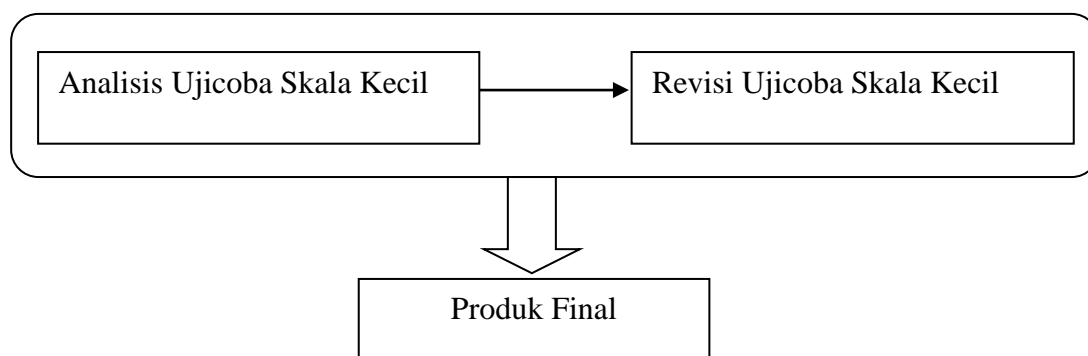 Analisis Ujicoba Skala Kecil
Revisi Ujicoba Skala Kecil
Produk Final